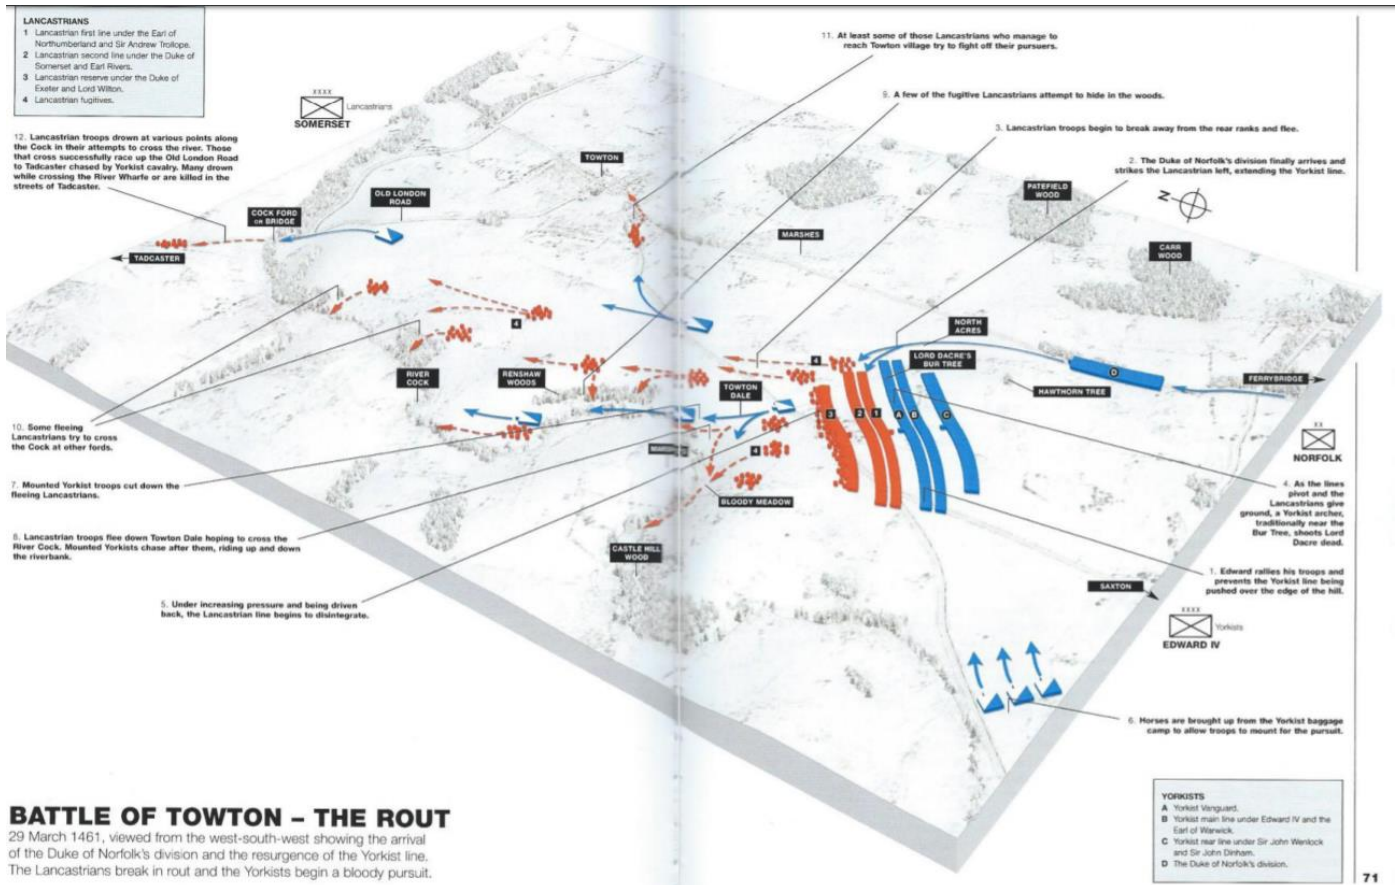 LANCASTRIANS
1 Lancastrian first line under the Earl of
Northumberland and Sir Andrew Trollope.
2 Lancastrian second line under the Duke of
Somerset and Earl Rivers.
3 Lancastrian reserve under the Duke of
Exeter and Lord Wilton.
4 Lancastrian fugitives.
XXXX
Lancastrians
SOMERSET
12. Lancastrian troops drown at various points along
the Cock in their attempts to cross the river. Those
that cross successfully race up the Old London Road
to Tadcaster chased by Yorkist cavalry. Many drown
while crossing the River Wharfe or are killed in the
streets of Tadcaster.
11. At least some of those Lancastrians who manage to
reach Towton village try to fight off their pursuers.
9. A few of the fugitive Lancastrians attempt to hide in the woods.
3. Lancastrian troops begin to break away from the rear ranks and flee.
2. The Duke of Norfolk's division finally arrives and
strikes the Lancastrian left, extending the Yorkist line.
N
TOWTON
OLD LONDON
ROAD
COCK FORD
OR BRIDGE
TADCASTER
MARSHES
PATEFIELD
WOOD
CARR
WOOD
NORTH
ACRES
LORD DACRE'S
BUR TREE
HAWTHORN TREE
FERRYBRIDGE
D
RIVER
COCK
RENSHAW
WOODS
TOWTON
DALE
4
4
4
3
2
1
A
B
C
BLOODY MEADOW
CASTLE HILL
WOOD
XX
NORFOLK
SAXTON
XXXX
Yorkists
EDWARD IV
10. Some fleeing
Lancastrians try to cross
the Cock at other fords.
7. Mounted Yorkist troops cut down the
fleeing Lancastrians.
8. Lancastrian troops flee down Towton Dale hoping to cross the
River Cock. Mounted Yorkists chase after them, riding up and down
the riverbank.
5. Under increasing pressure and being driven
back, the Lancastrian line begins to disintegrate.
4. As the lines
pivot and the
Lancastrians give
ground, a Yorkist archer,
traditionally near the
Bur Tree, shoots Lord
Dacre dead.
1. Edward rallies his troops and
prevents the Yorkist line being
pushed over the edge of the hill.
6. Horses are brought up from the Yorkist baggage
camp to allow troops to mount for the pursuit.
BATTLE OF TOWTON – THE ROUT
29 March 1461, viewed from the west-south-west showing the arrival
of the Duke of Norfolk's division and the resurgence of the Yorkist line.
The Lancastrians break in rout and the Yorkists begin a bloody pursuit.
YORKISTS
A Yorkist Vanguard.
B Yorkist main line under Edward IV and the
Earl of Warwick.
C Yorkist rear line under Sir John Wenlock
and Sir John Dinham.
D The Duke of Norfolk's division.
71